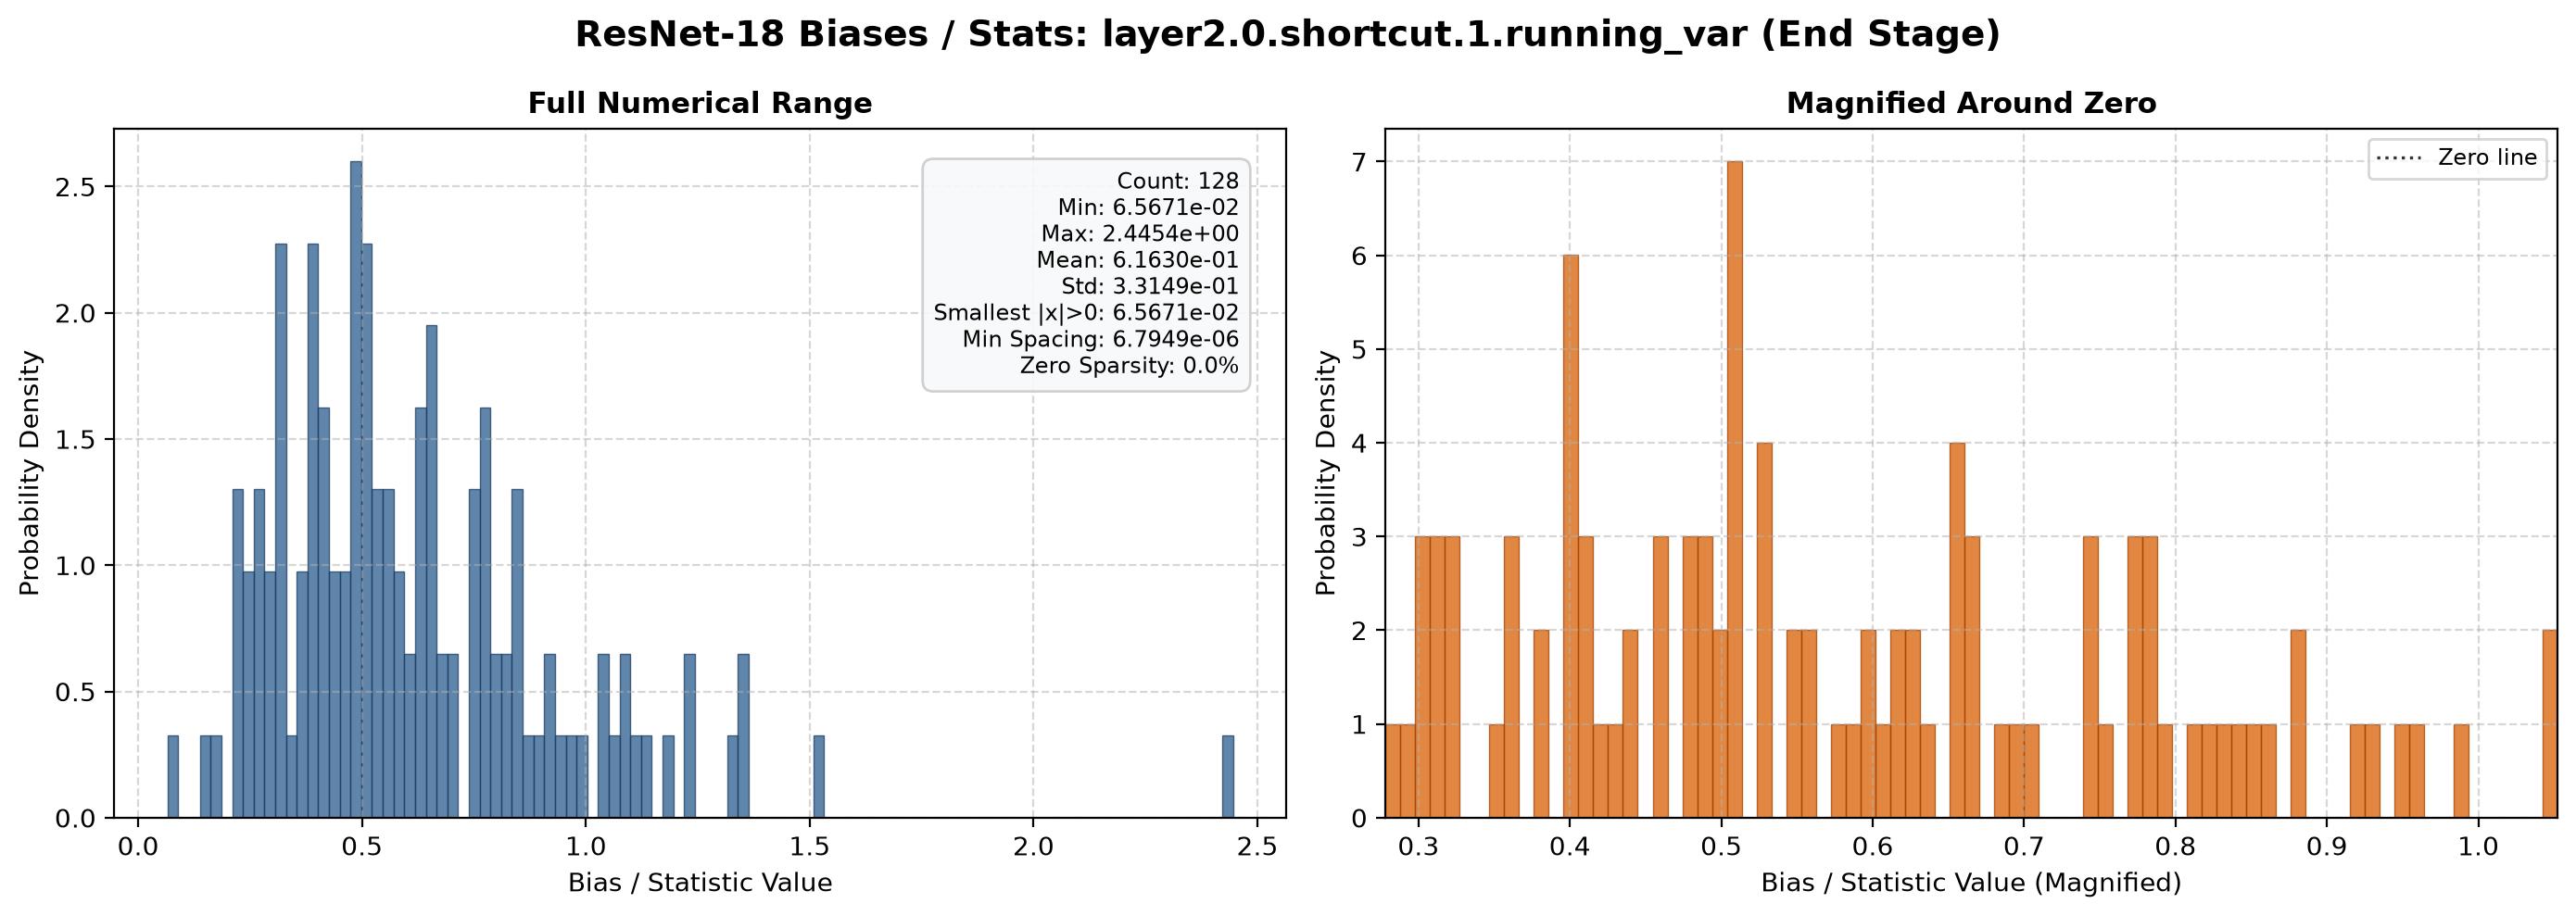 ResNet-18 Biases / Stats: layer2.0.shortcut.1.running_var (End Stage)
Full Numerical Range
Probability Density
2.5
2.0
1.5
1.0
0.5
0.0
Count: 128
Min: 6.5671e-02
Max: 2.4454e+00
Mean: 6.1630e-01
Std: 3.3149e-01
Smallest |x|>0: 6.5671e-02
Min Spacing: 6.7949e-06
Zero Sparsity: 0.0%
0.0 0.5 1.0 1.5 2.0 2.5
Bias / Statistic Value
Magnified Around Zero
Probability Density
7
6
5
4
3
2
1
0
Zero line
0.3 0.4 0.5 0.6 0.7 0.8 0.9 1.0
Bias / Statistic Value (Magnified)